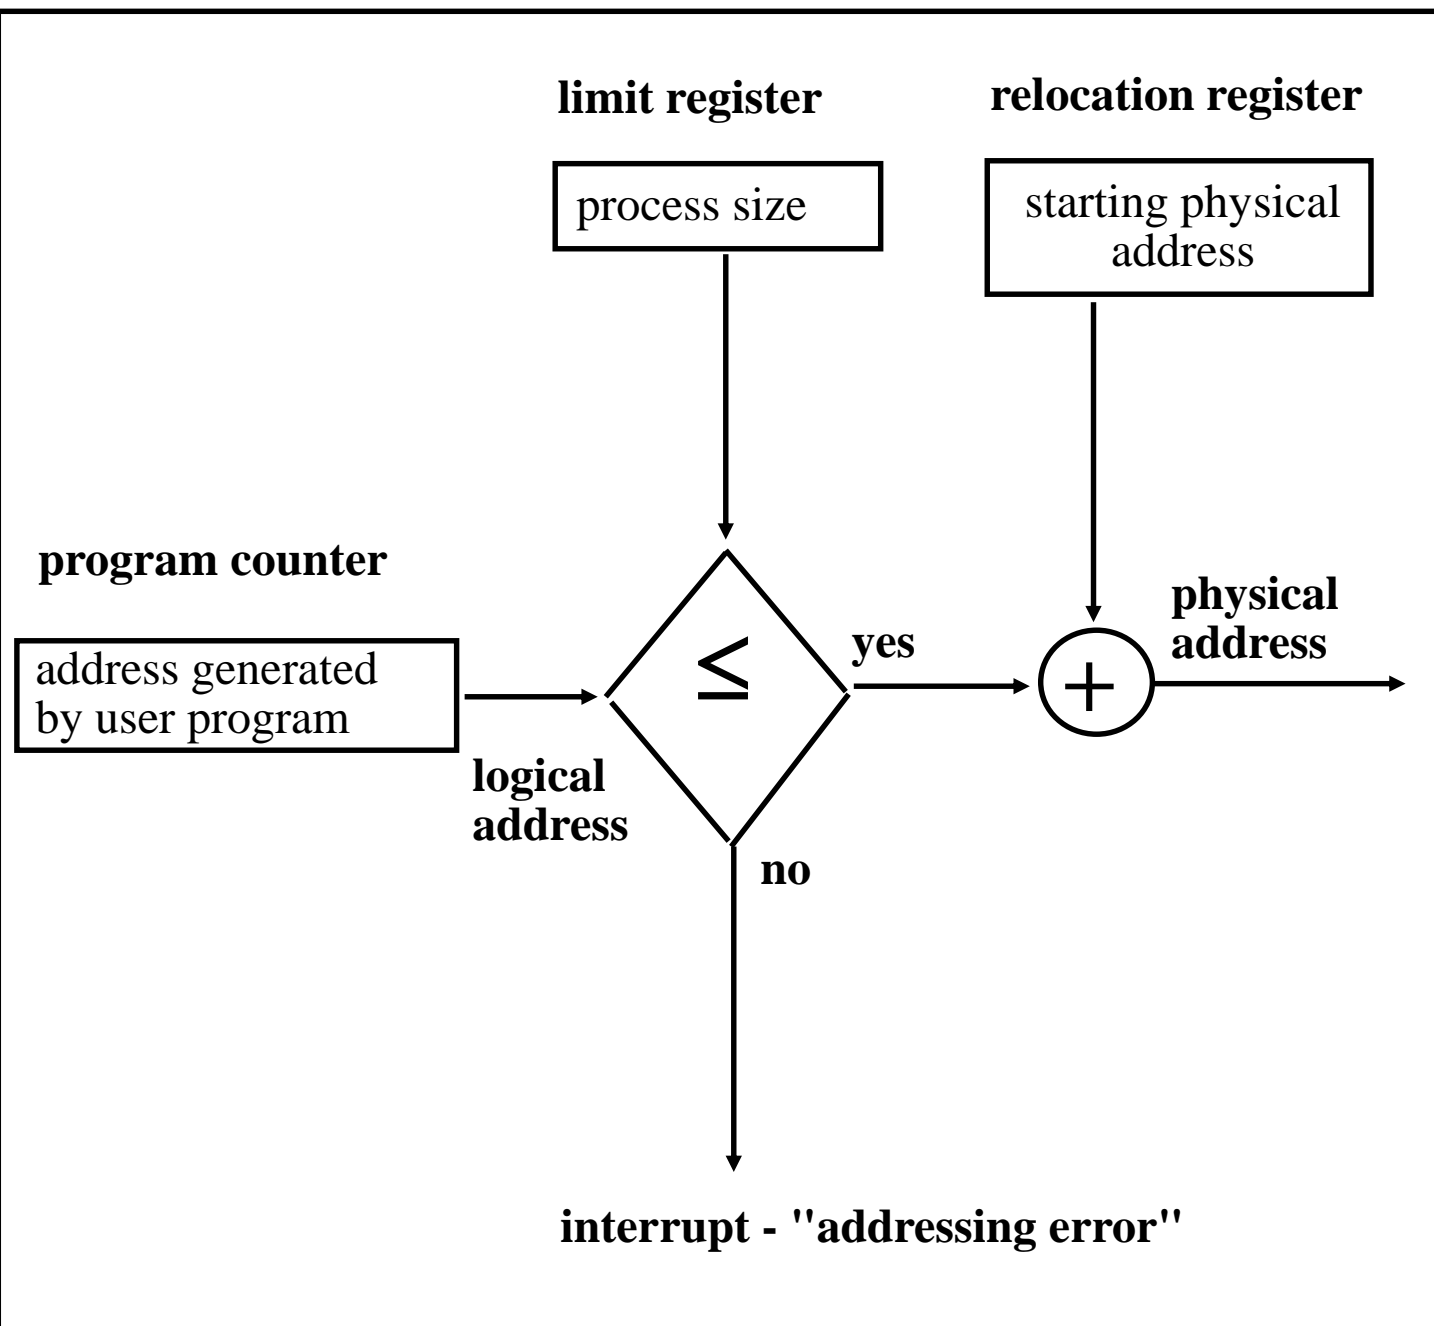 limit register
relocation register
process size
starting physical
address
program counter
address generated
by user program
logical
address
≤
yes
+
physical
address
no
interrupt - "addressing error"